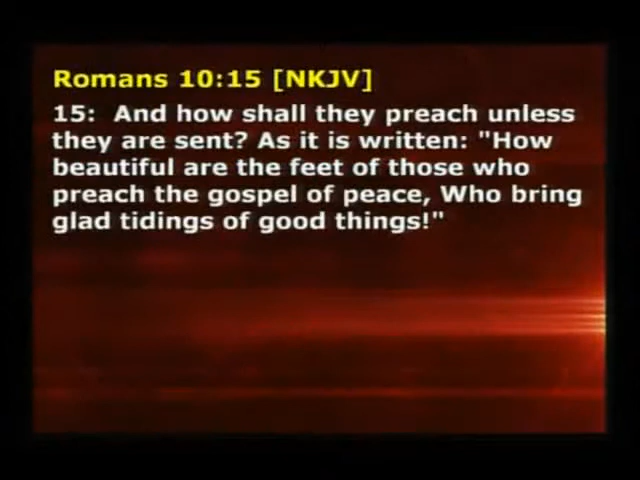 Romans 10:15 [NKJV]
15:  And how shall they preach unless
they are sent? As it is written: "How
beautiful are the feet of those who
preach the gospel of peace, Who bring
glad tidings of good things!"